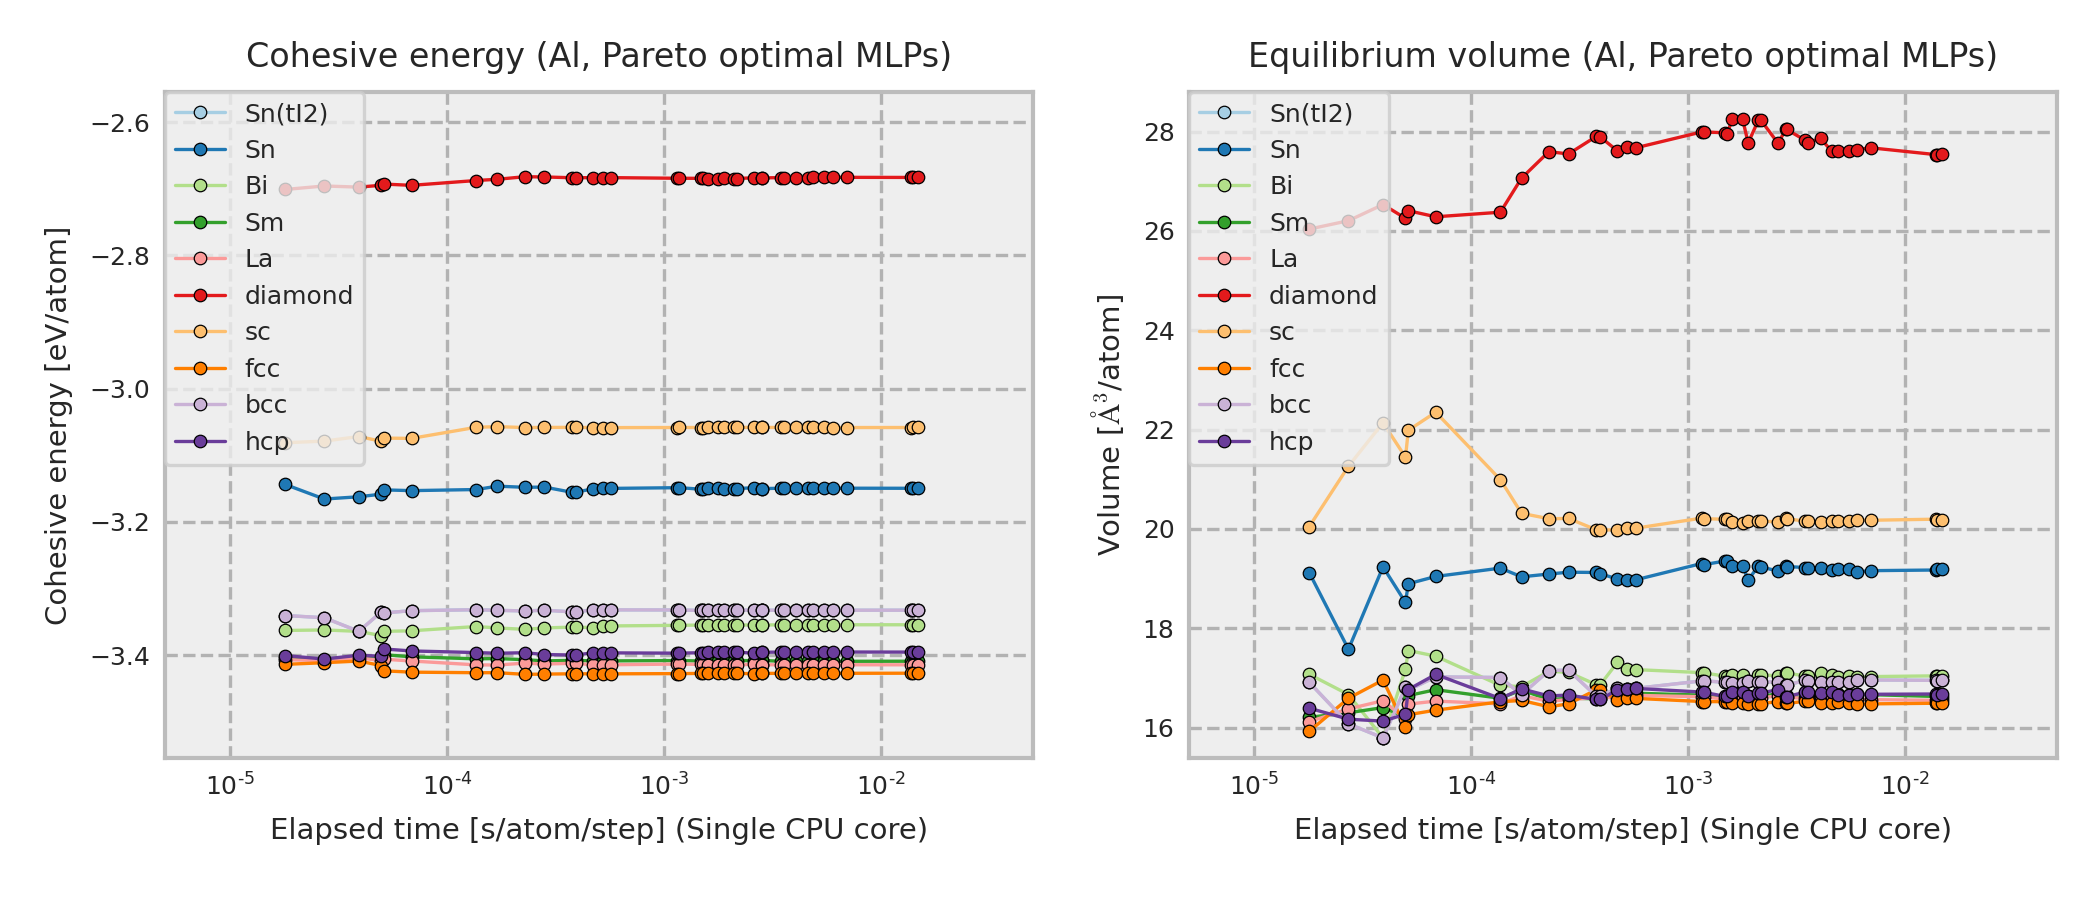 Cohesive energy (Al, Pareto optimal MLPs)
Cohesive energy [eV/atom]
−2.6
−2.8
−3.0
−3.2
−3.4
Sn(tI2)
Sn
Bi
Sm
La
diamond
sc
fcc
bcc
hcp
10⁻⁵ 10⁻⁴ 10⁻³ 10⁻²
Elapsed time [s/atom/step] (Single CPU core)
Equilibrium volume (Al, Pareto optimal MLPs)
Volume [Å³/atom]
28
26
24
22
20
18
16
Sn(tI2)
Sn
Bi
Sm
La
diamond
sc
fcc
bcc
hcp
10⁻⁵ 10⁻⁴ 10⁻³ 10⁻²
Elapsed time [s/atom/step] (Single CPU core)